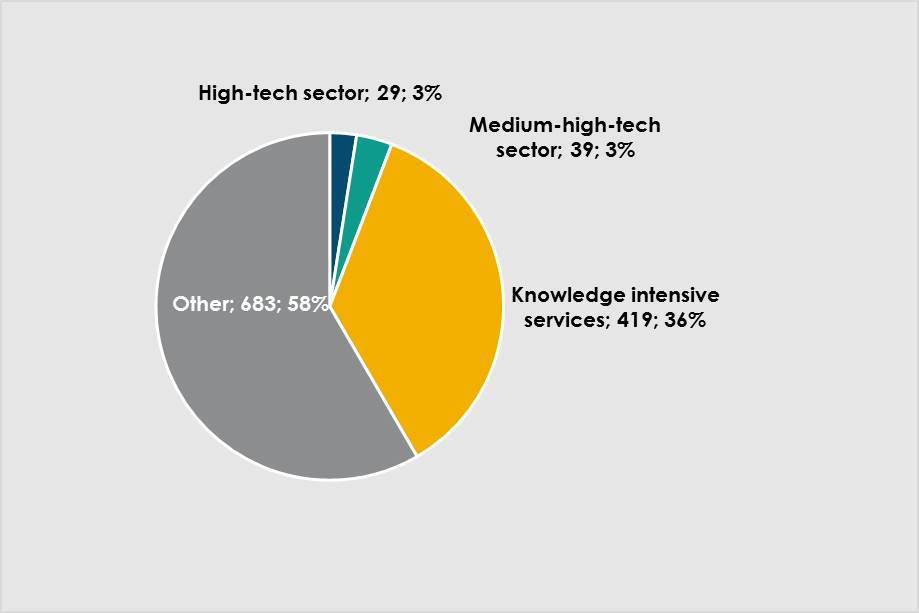 High-tech sector; 29; 3%
Medium-high-tech
sector; 39; 3%
Knowledge intensive
services; 419; 36%
Other; 683; 58%